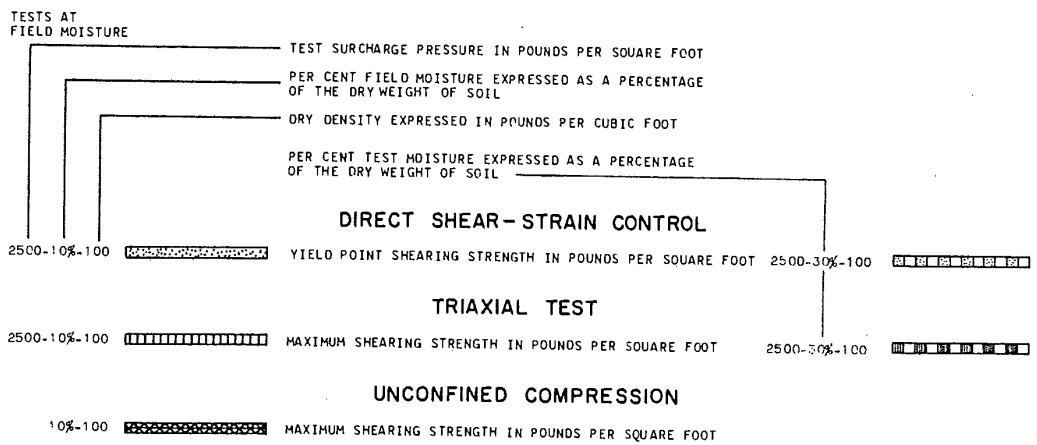 TESTS AT
FIELD MOISTURE
TEST SURCHARGE PRESSURE IN POUNDS PER SQUARE FOOT
PER CENT FIELD MOISTURE EXPRESSED AS A PERCENTAGE
OF THE DRY WEIGHT OF SOIL
DRY DENSITY EXPRESSED IN POUNDS PER CUBIC FOOT
PER CENT TEST MOISTURE EXPRESSED AS A PERCENTAGE
OF THE DRY WEIGHT OF SOIL
DIRECT SHEAR-STRAIN CONTROL
2500-10%-100 YIELD POINT SHEARING STRENGTH IN POUNDS PER SQUARE FOOT 2500-30%-100
TRIAXIAL TEST
2500-10%-100 MAXIMUM SHEARING STRENGTH IN POUNDS PER SQUARE FOOT 2500-30%-100
UNCONFINED COMPRESSION
10%-100 MAXIMUM SHEARING STRENGTH IN POUNDS PER SQUARE FOOT